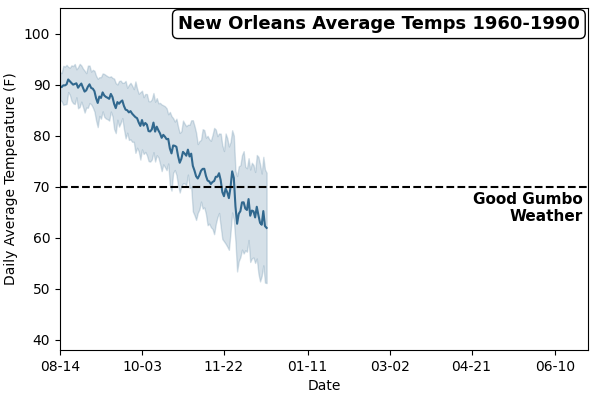 New Orleans Average Temps 1960-1990
Daily Average Temperature (F)
100
90
80
70
60
50
40
Good Gumbo
Weather
08-14 10-03 11-22 01-11 03-02 04-21 06-10
Date